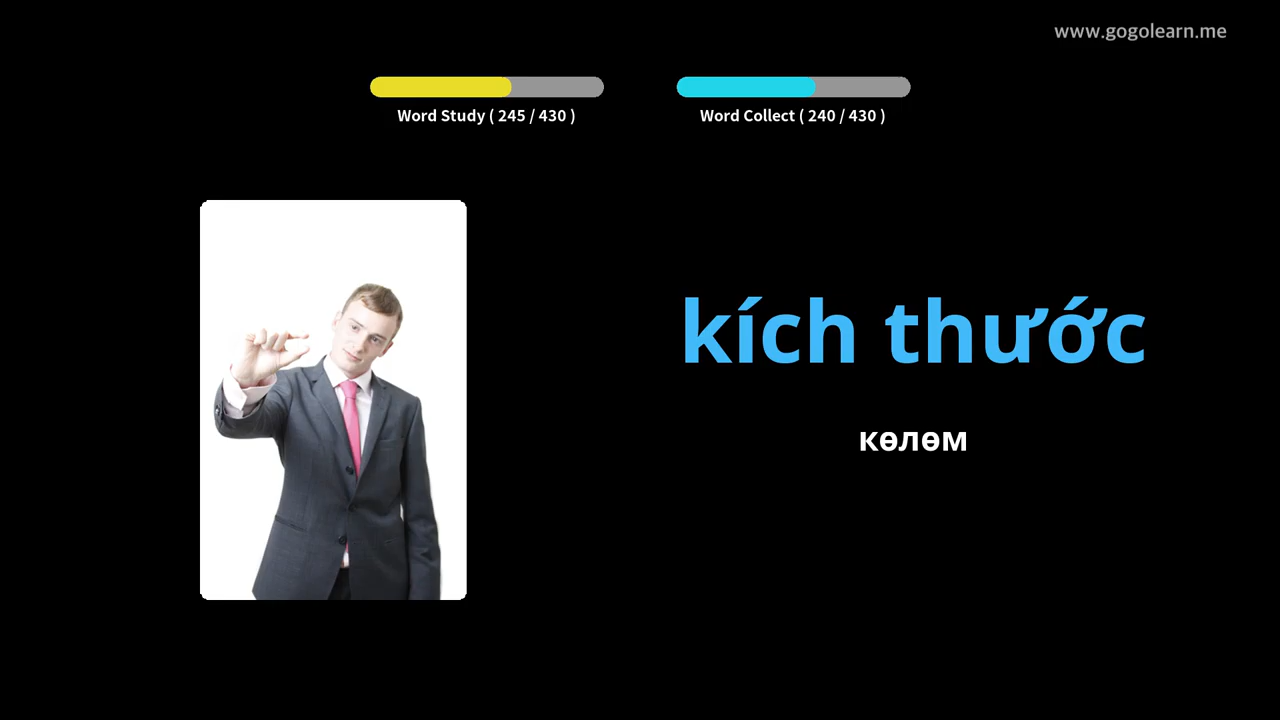 www.gogolearn.me
Word Study ( 245 / 430 )
Word Collect ( 240 / 430 )
kích thước
көлөм